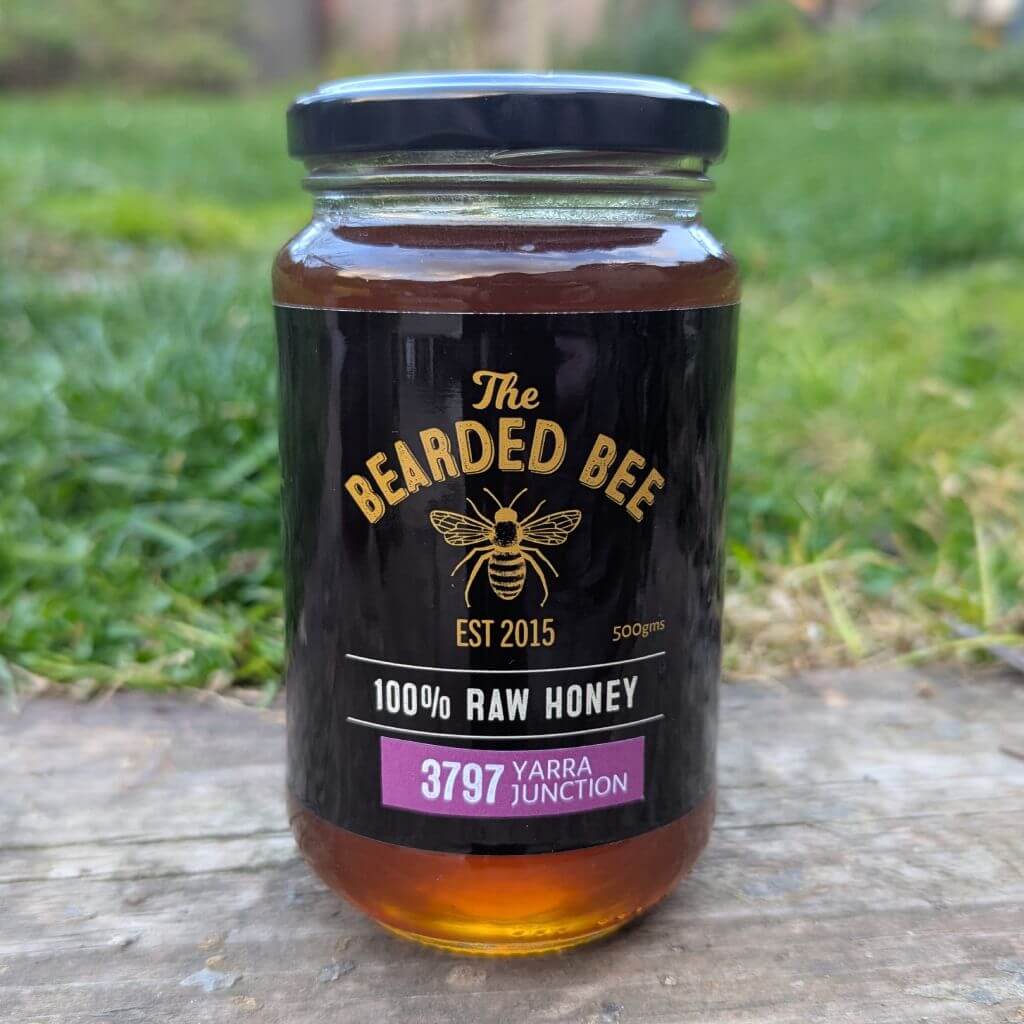 The
BEARDED BEE
EST 2015
500gms
100% RAW HONEY
3797 YARRA
JUNCTION